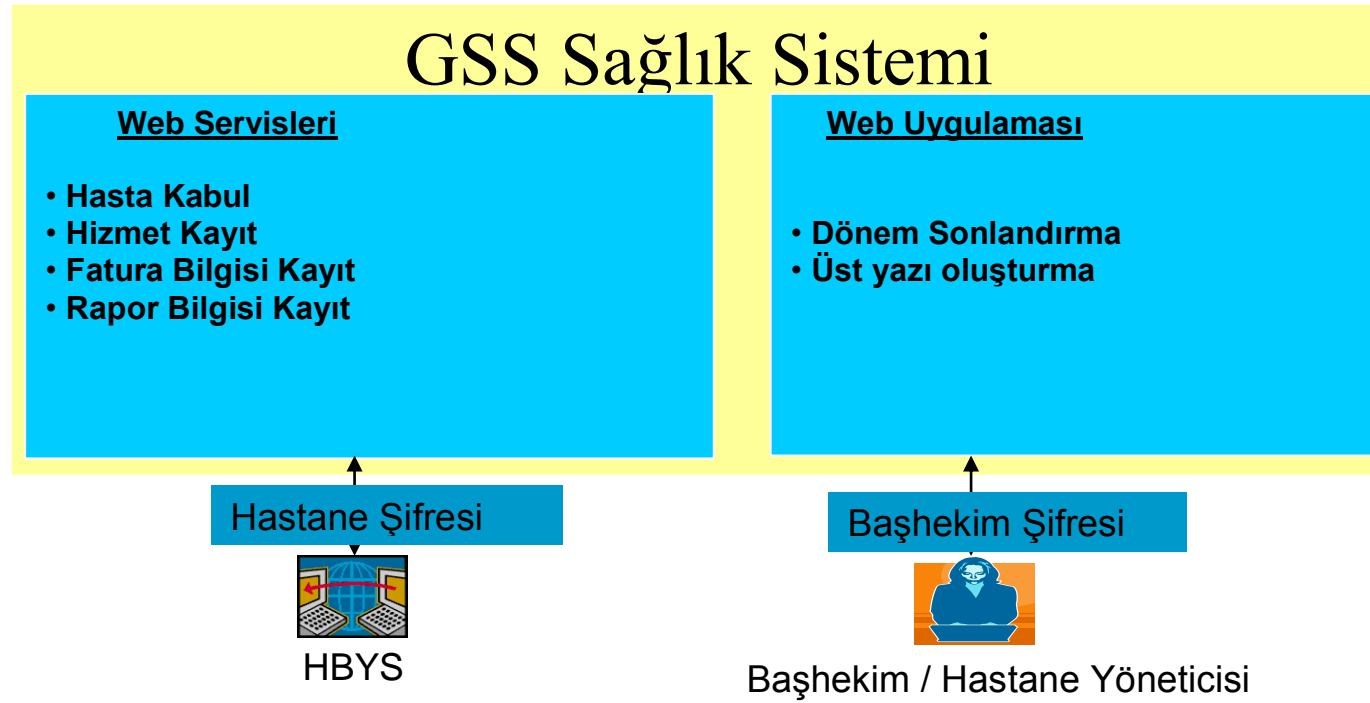 GSS Sağlık Sistemi
Web Servisleri
• Hasta Kabul
• Hizmet Kayıt
• Fatura Bilgisi Kayıt
• Rapor Bilgisi Kayıt
Web Uygulaması
• Dönem Sonlandırma
• Üst yazı oluşturma
Hastane Şifresi
Başhekim Şifresi
HBYS
Başhekim / Hastane Yöneticisi